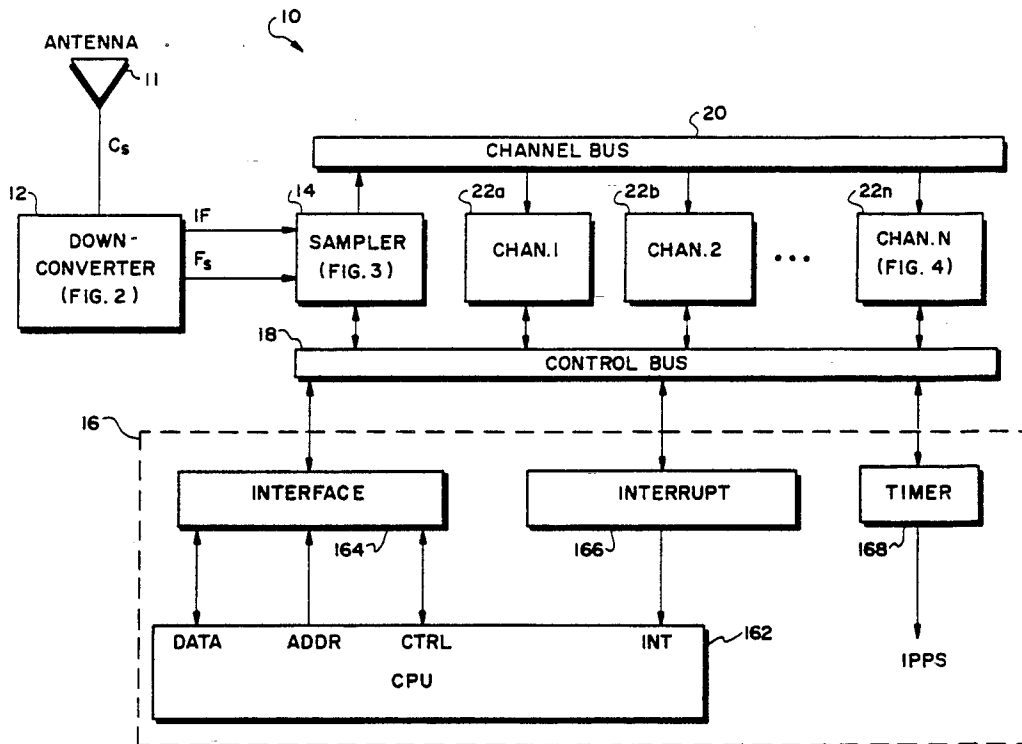 10
ANTENNA
11
Cs
20
CHANNEL BUS
12
DOWN-
CONVERTER
(FIG. 2)
IF
Fs
14
SAMPLER
(FIG. 3)
22a
CHAN. 1
22b
CHAN. 2
...
22n
CHAN. N
(FIG. 4)
18
CONTROL BUS
16
INTERFACE
164
INTERRUPT
166
TIMER
168
DATA
ADDR
CTRL
INT
162
CPU
1PPS